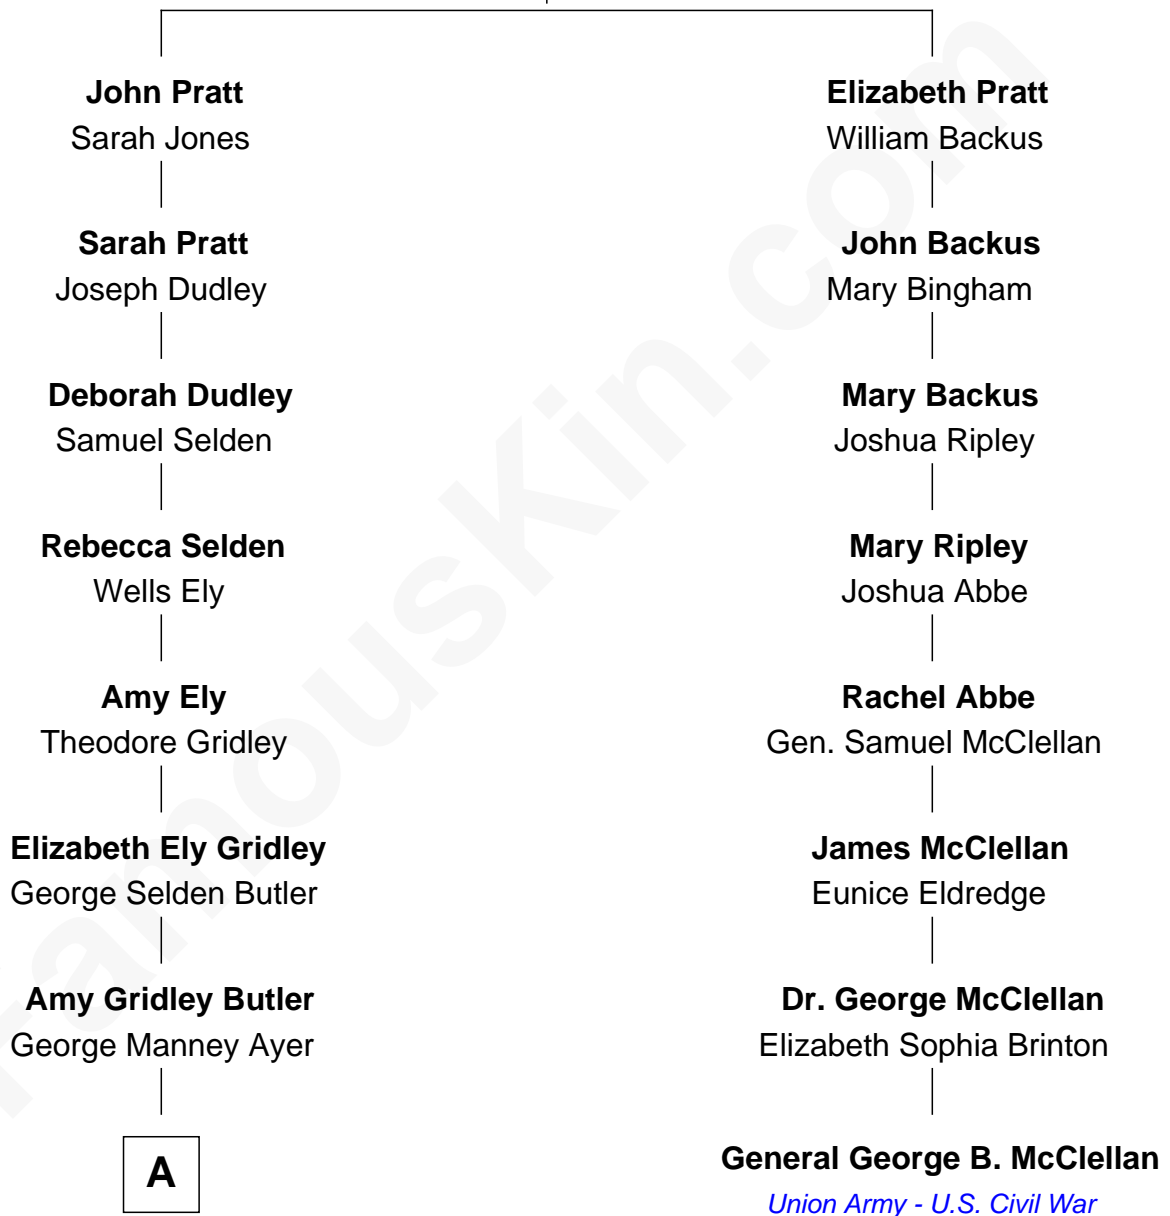 John Pratt
Sarah Jones
Elizabeth Pratt
William Backus
Sarah Pratt
Joseph Dudley
John Backus
Mary Bingham
Deborah Dudley
Samuel Selden
Mary Backus
Joshua Ripley
Rebecca Selden
Wells Ely
Mary Ripley
Joshua Abbe
Amy Ely
Theodore Gridley
Rachel Abbe
Gen. Samuel McClellan
Elizabeth Ely Gridley
George Selden Butler
James McClellan
Eunice Eldredge
Amy Gridley Butler
George Manney Ayer
Dr. George McClellan
Elizabeth Sophia Brinton
A
General George B. McClellan
Union Army - U.S. Civil War
FamousKin.com